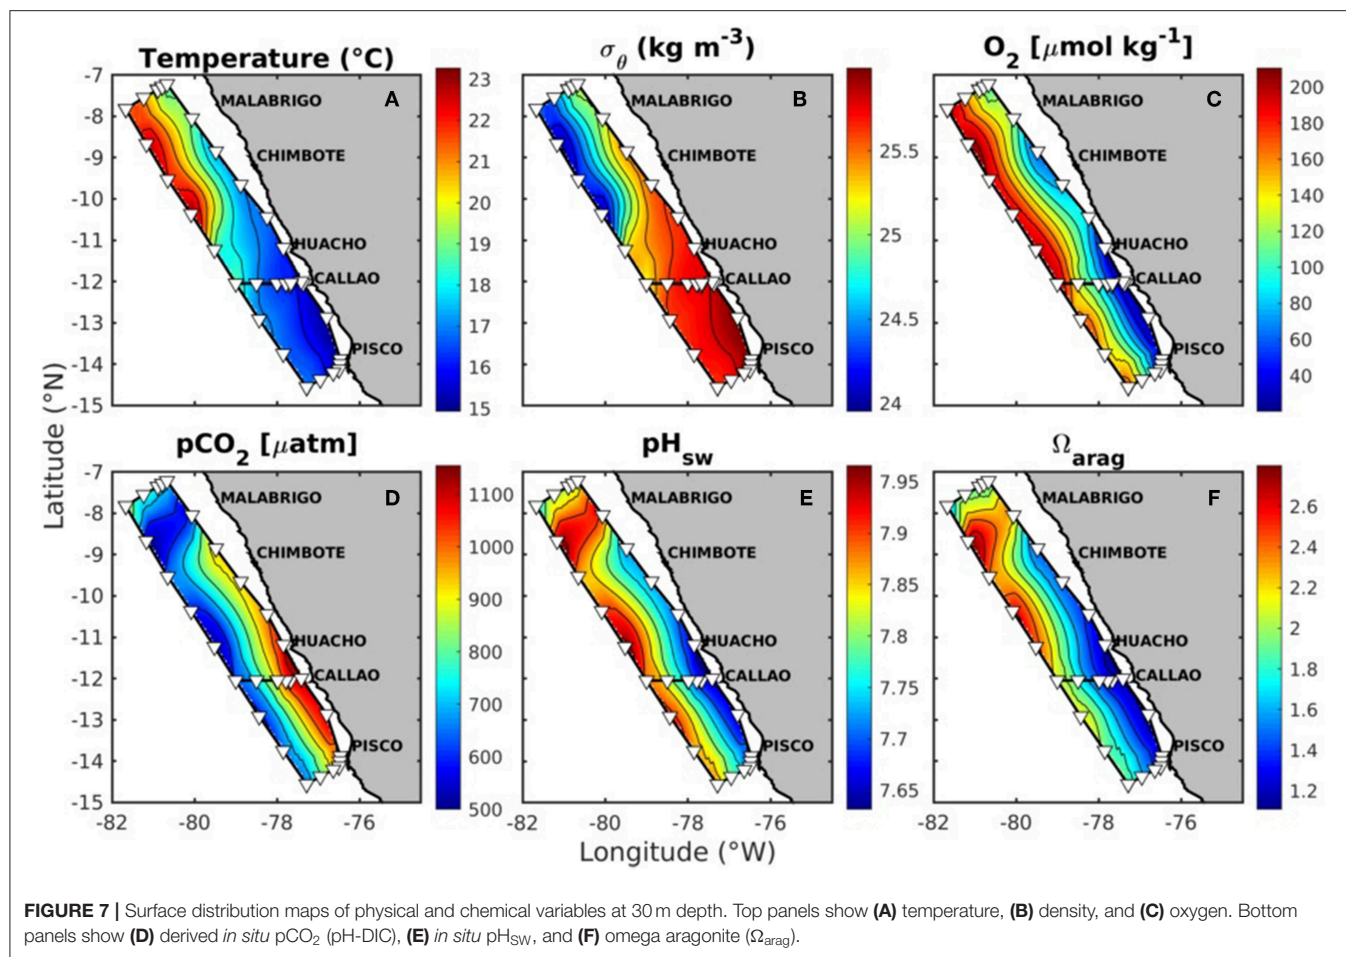 Temperature (°C)
σθ (kg m-3)
O2 [μmol kg-1]
-7
-8
-9
-10
-11
-12
-13
-14
-15
A
MALABRIGO
CHIMBOTE
HUACHO
CALLAO
PISCO
23
22
21
20
19
18
17
16
15
B
MALABRIGO
CHIMBOTE
HUACHO
CALLAO
PISCO
25.5
25
24.5
24
C
MALABRIGO
CHIMBOTE
HUACHO
CALLAO
PISCO
200
180
160
140
120
100
80
60
40
Latitude (°N)
pCO2 [μatm]
pHsw
Ωarag
-7
-8
-9
-10
-11
-12
-13
-14
-15
-82
-80
-78
-76
D
MALABRIGO
CHIMBOTE
HUACHO
CALLAO
PISCO
1100
1000
900
800
700
600
500
E
MALABRIGO
CHIMBOTE
HUACHO
CALLAO
PISCO
-82
-80
-78
-76
7.95
7.9
7.85
7.8
7.75
7.7
7.65
F
MALABRIGO
CHIMBOTE
HUACHO
CALLAO
PISCO
-82
-80
-78
-76
2.6
2.4
2.2
2
1.8
1.6
1.4
1.2
Longitude (°W)
FIGURE 7 | Surface distribution maps of physical and chemical variables at 30 m depth. Top panels show (A) temperature, (B) density, and (C) oxygen. Bottom
panels show (D) derived in situ pCO2 (pH-DIC), (E) in situ pHSW, and (F) omega aragonite (Ωarag).